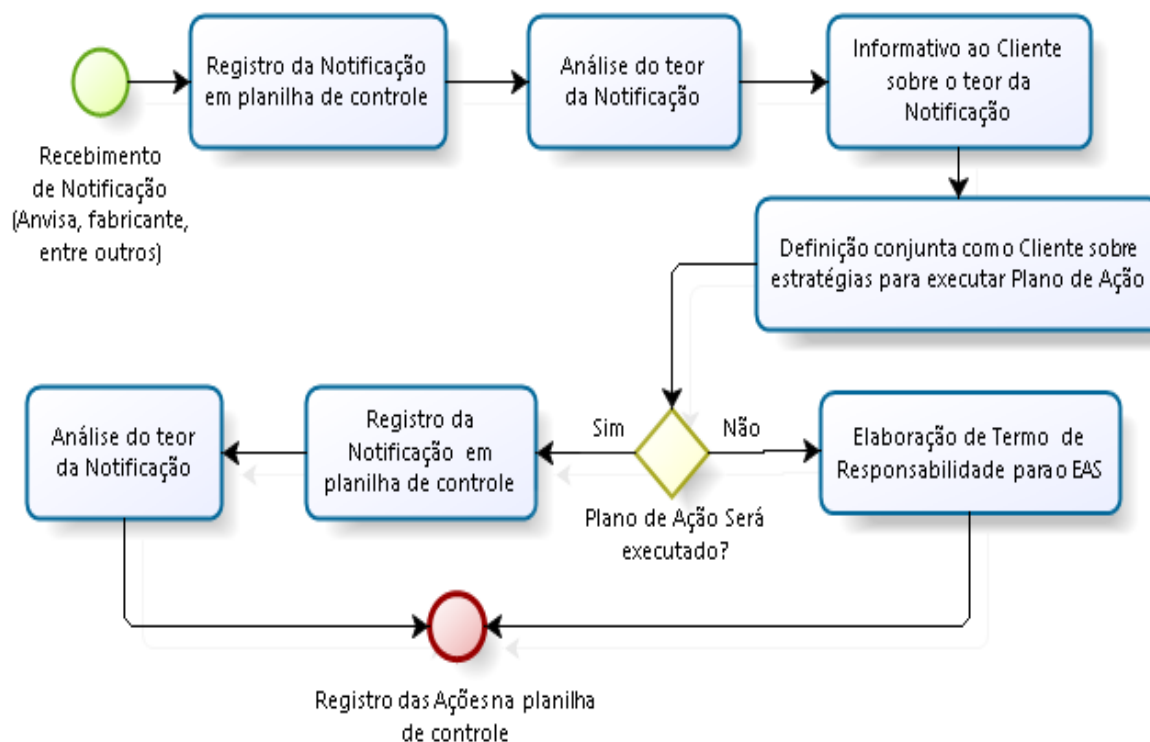 Registro da Notificação
em planilha de controle
Análise do teor
da Notificação
Informativo ao Cliente
sobre o teor da
Notificação
Recebimento
de Notificação
(Anvisa, fabricante,
entre outros)
Definição conjunta como Cliente sobre
estratégias para executar Plano de Ação
Análise do teor
da Notificação
Registro da
Notificação em
planilha de controle
Sim
Não
Plano de Ação Será
executado?
Elaboração de Termo de
Responsabilidade parao EAS
Registro das Ações na planilha
de controle